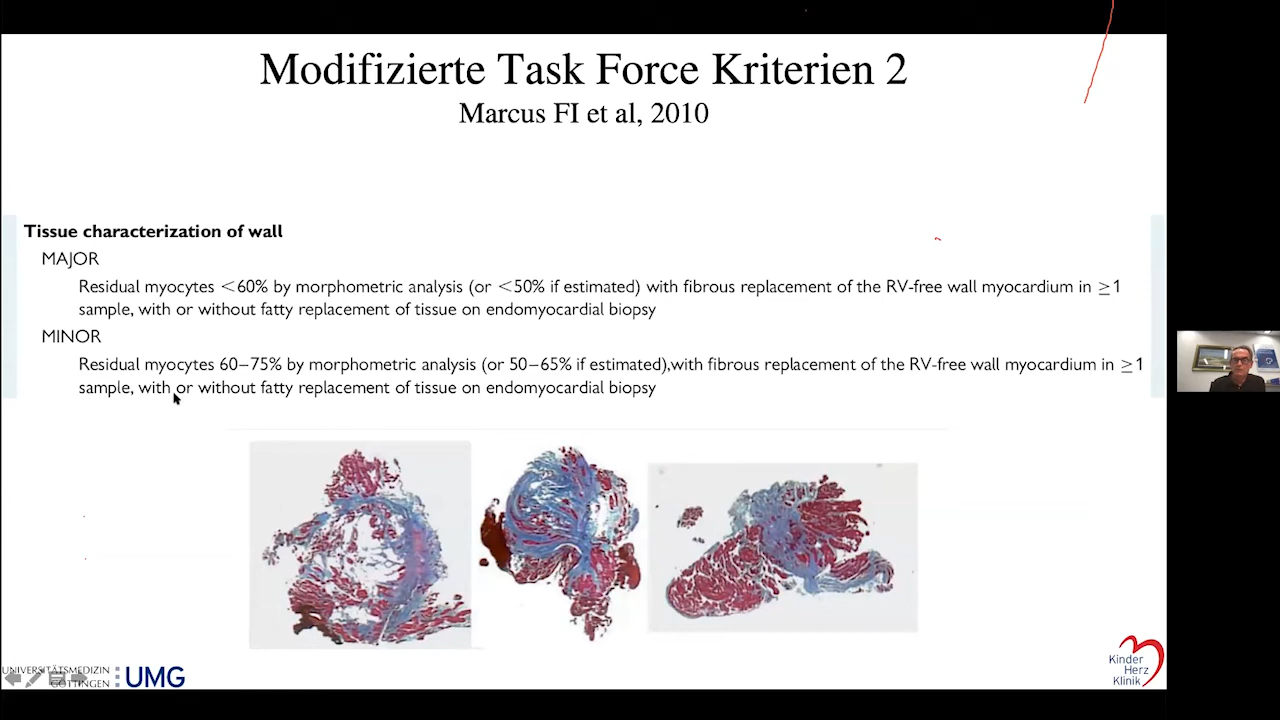 Modifizierte Task Force Kriterien 2
Marcus FI et al, 2010
Tissue characterization of wall
MAJOR
Residual myocytes <60% by morphometric analysis (or <50% if estimated) with fibrous replacement of the RV-free wall myocardium in ≥1
sample, with or without fatty replacement of tissue on endomyocardial biopsy
MINOR
Residual myocytes 60–75% by morphometric analysis (or 50–65% if estimated),with fibrous replacement of the RV-free wall myocardium in ≥1
sample, with or without fatty replacement of tissue on endomyocardial biopsy
UNIVERSITÄTSMEDIZIN
GÖTTINGEN
UMG
Kinder
Herz
Klinik